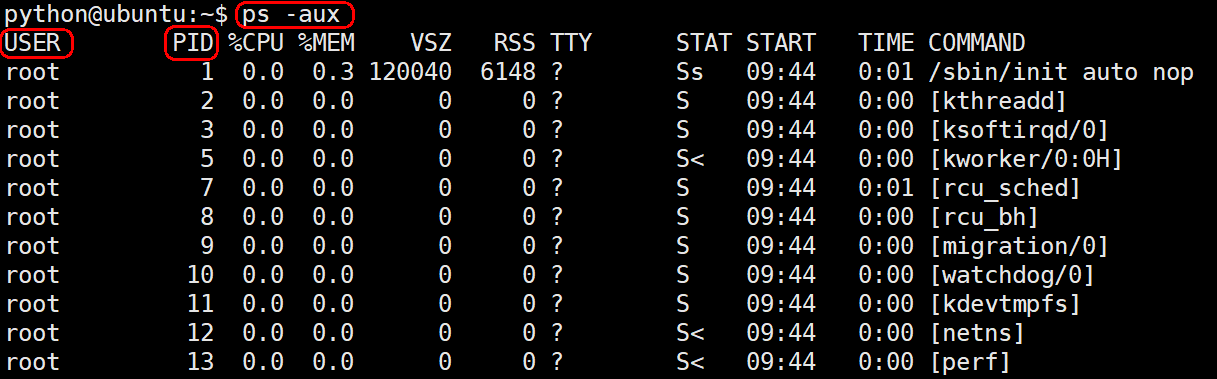 python@ubuntu:~$ ps -aux
USER PID %CPU %MEM VSZ RSS TTY STAT START TIME COMMAND
root 1 0.0 0.3 120040 6148 ? Ss 09:44 0:01 /sbin/init auto nop
root 2 0.0 0.0 0 0 ? S 09:44 0:00 [kthreadd]
root 3 0.0 0.0 0 0 ? S 09:44 0:00 [ksoftirqd/0]
root 5 0.0 0.0 0 0 ? S< 09:44 0:00 [kworker/0:0H]
root 7 0.0 0.0 0 0 ? S 09:44 0:01 [rcu_sched]
root 8 0.0 0.0 0 0 ? S 09:44 0:00 [rcu_bh]
root 9 0.0 0.0 0 0 ? S 09:44 0:00 [migration/0]
root 10 0.0 0.0 0 0 ? S 09:44 0:00 [watchdog/0]
root 11 0.0 0.0 0 0 ? S 09:44 0:00 [kdevtmpfs]
root 12 0.0 0.0 0 0 ? S< 09:44 0:00 [netns]
root 13 0.0 0.0 0 0 ? S< 09:44 0:00 [perf]